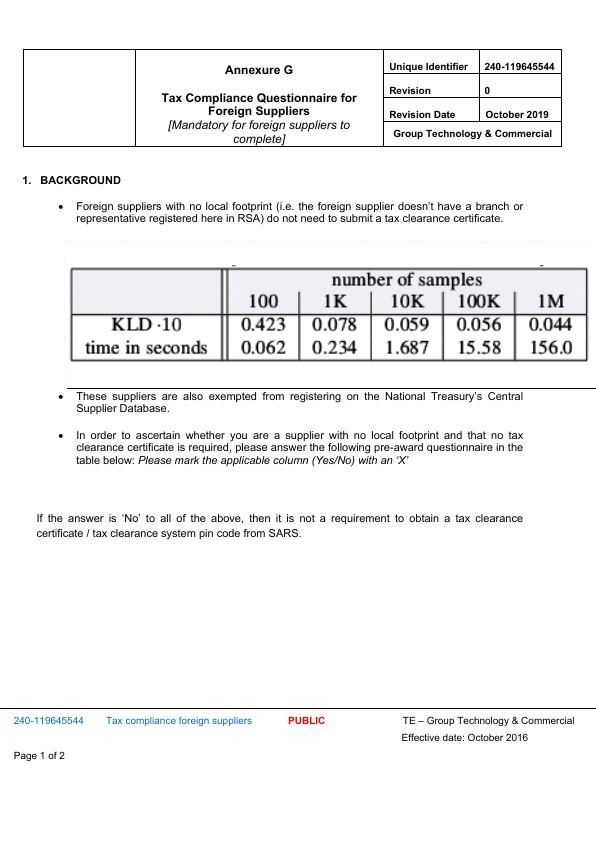 Annexure G
Tax Compliance Questionnaire for
Foreign Suppliers
[Mandatory for foreign suppliers to
complete]
Unique Identifier 240-119645544
Revision 0
Revision Date October 2019
Group Technology & Commercial
1. BACKGROUND
• Foreign suppliers with no local footprint (i.e. the foreign supplier doesn’t have a branch or
representative registered here in RSA) do not need to submit a tax clearance certificate.
number of samples
100 1K 10K 100K 1M
KLD ·10 0.423 0.078 0.059 0.056 0.044
time in seconds 0.062 0.234 1.687 15.58 156.0
• These suppliers are also exempted from registering on the National Treasury’s Central
Supplier Database.
• In order to ascertain whether you are a supplier with no local footprint and that no tax
clearance certificate is required, please answer the following pre-award questionnaire in the
table below: Please mark the applicable column (Yes/No) with an ‘X’
If the answer is ‘No’ to all of the above, then it is not a requirement to obtain a tax clearance
certificate / tax clearance system pin code from SARS.
240-119645544 Tax compliance foreign suppliers PUBLIC TE – Group Technology & Commercial
Effective date: October 2016
Page 1 of 2